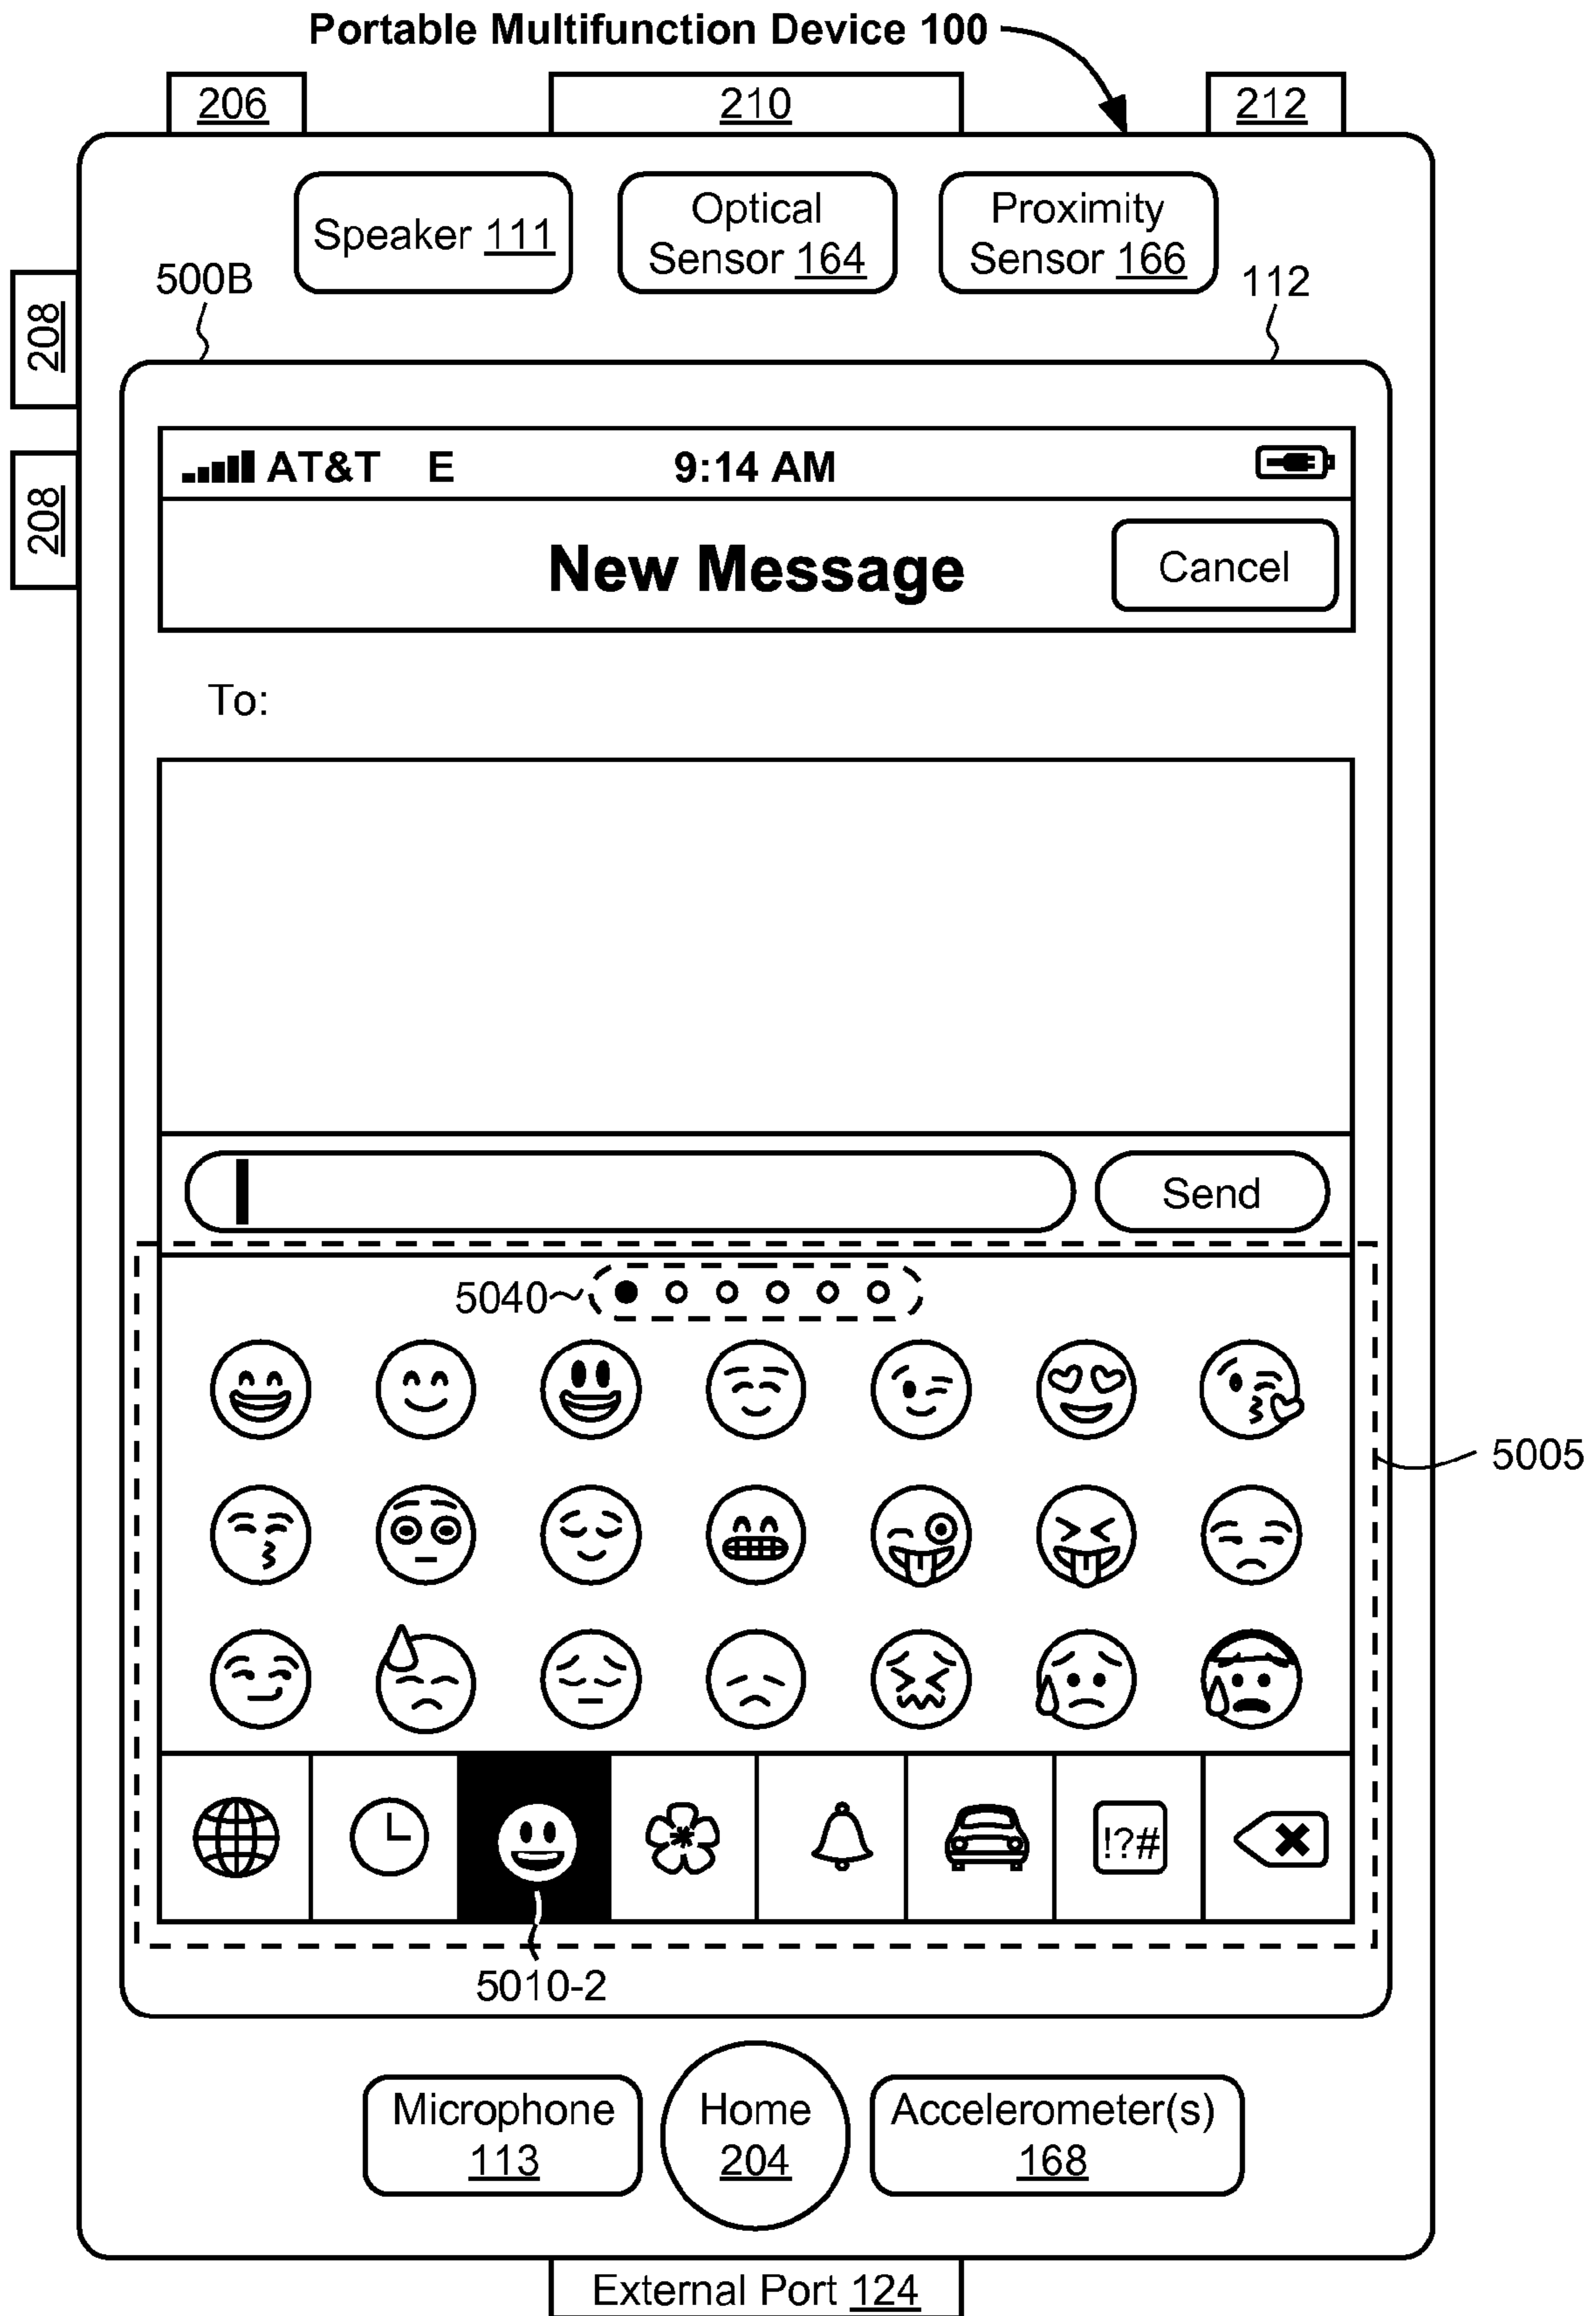 Portable Multifunction Device 100
206
210
212
Speaker 111
Optical
Sensor 164
Proximity
Sensor 166
500B
112
208
208
AT&T E 9:14 AM
New Message
Cancel
To:
Send
5040
5005
!?#
5010-2
Microphone
113
Home
204
Accelerometer(s)
168
External Port 124